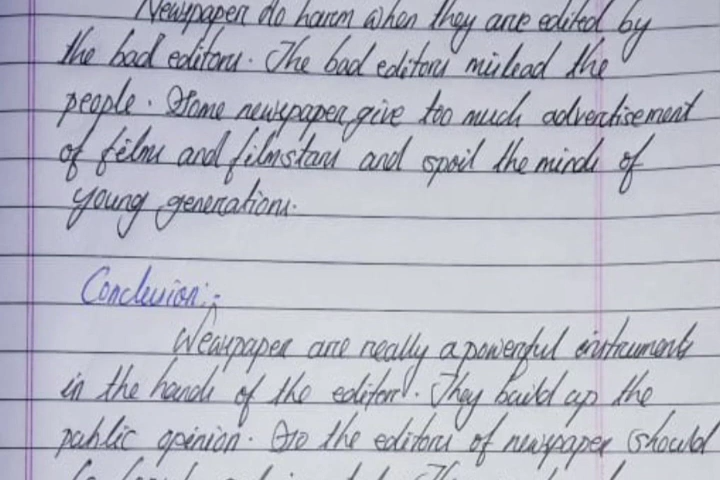 Newspaper do harm when they are edited by
the bad editors. The bad editors mislead the
people. Some newspaper give too much advertisement
of films and filmstars and spoil the minds of
young generations.
Conclusion:-
Newspaper are really a powerful instruments
in the hands of the editors. They build up the
public opinion. So the editors of newspaper should